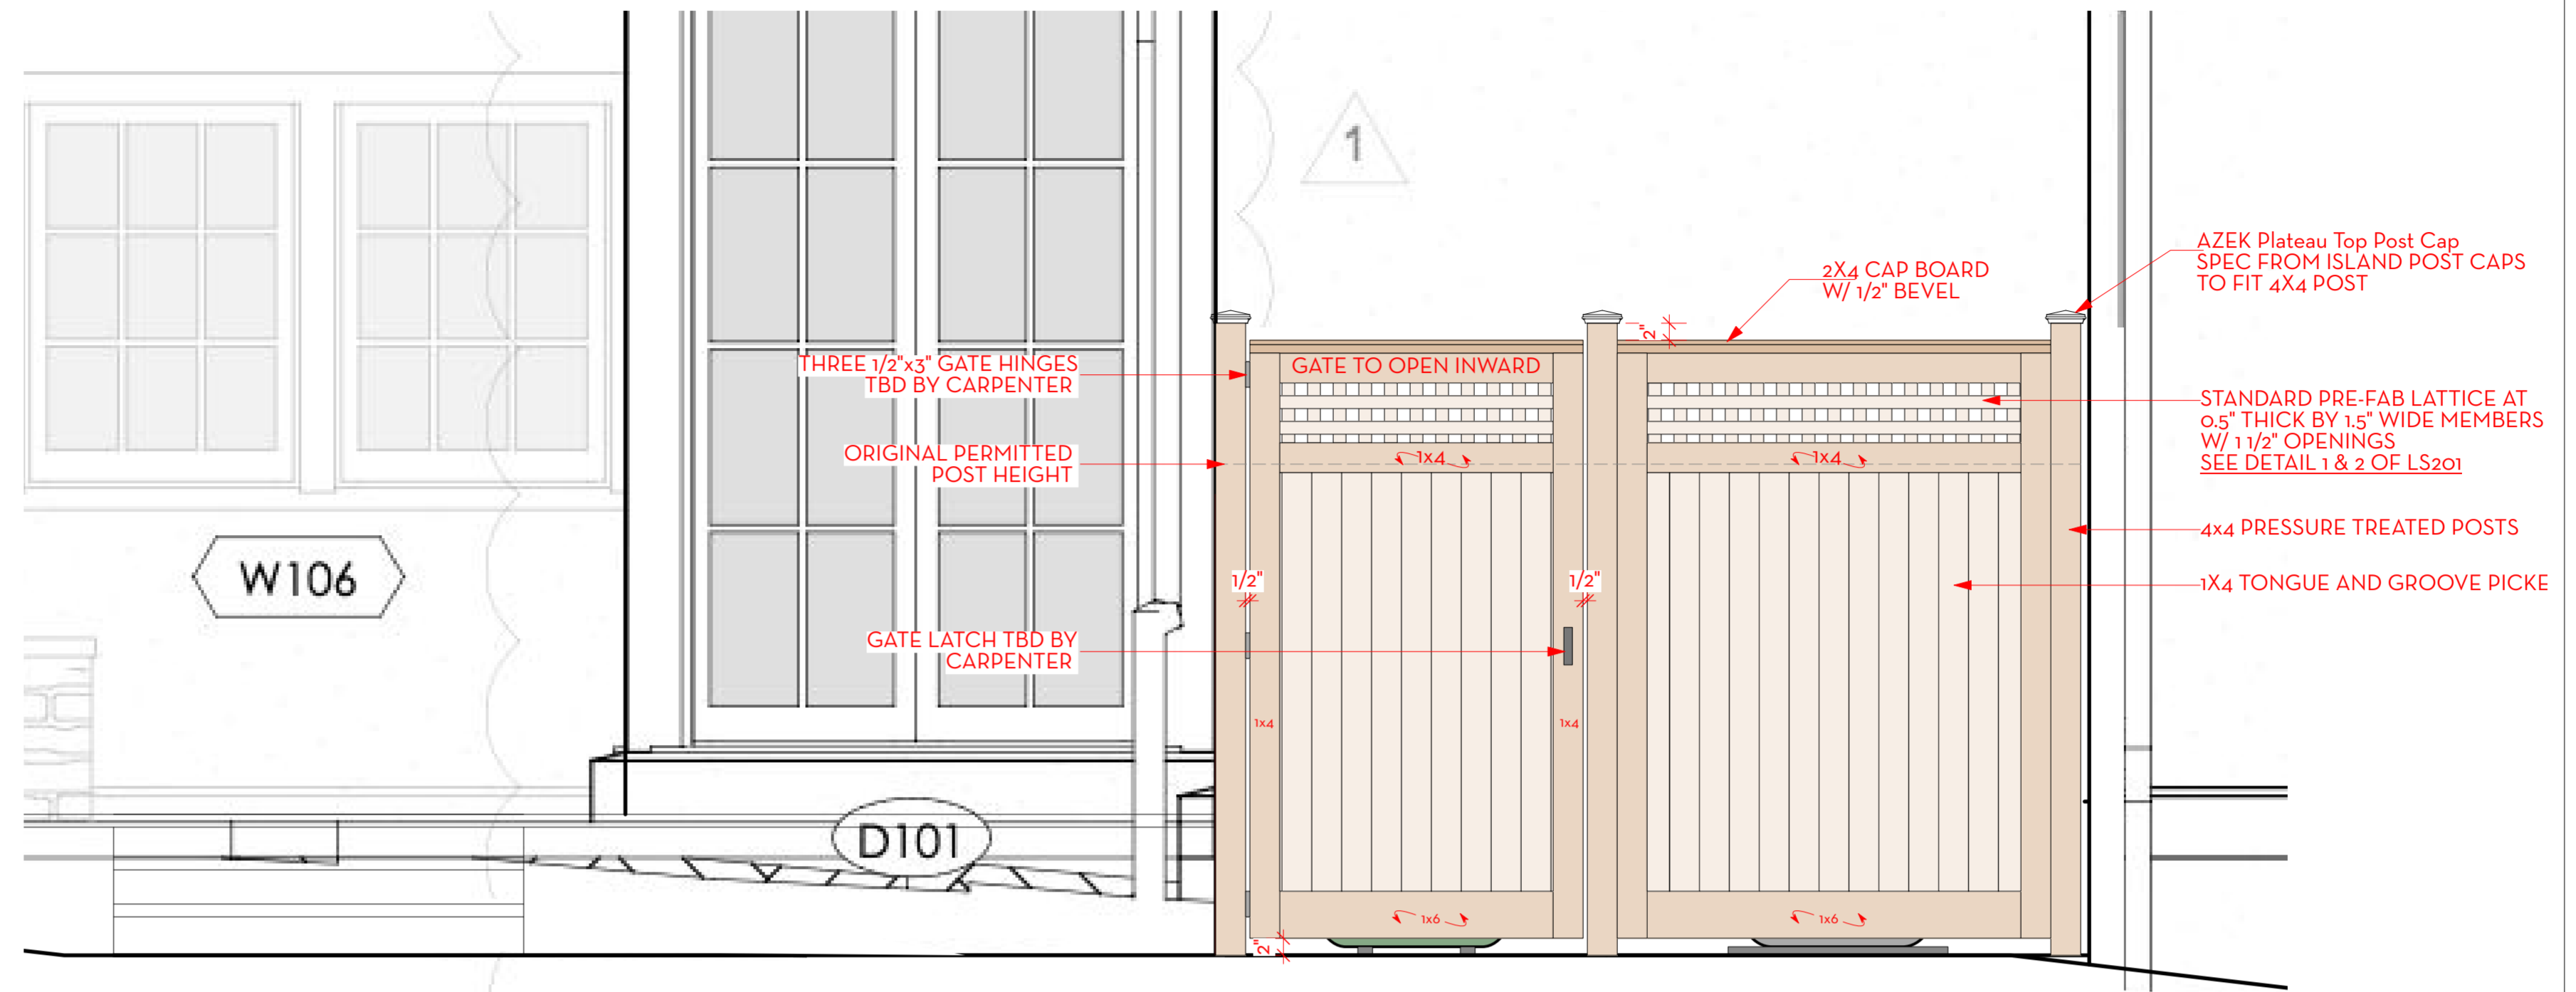 1
AZEK Plateau Top Post Cap
SPEC FROM ISLAND POST CAPS
TO FIT 4X4 POST
2X4 CAP BOARD
W/ 1/2" BEVEL
2"
THREE 1/2"x3" GATE HINGES
TBD BY CARPENTER
GATE TO OPEN INWARD
STANDARD PRE-FAB LATTICE AT
0.5" THICK BY 1.5" WIDE MEMBERS
W/ 1 1/2" OPENINGS
SEE DETAIL 1 & 2 OF LS201
ORIGINAL PERMITTED
POST HEIGHT
1x4
1x4
4x4 PRESSURE TREATED POSTS
W106
1/2"
1/2"
1X4 TONGUE AND GROOVE PICKE
GATE LATCH TBD BY
CARPENTER
1x4
1x4
D101
1x6
1x6
2"